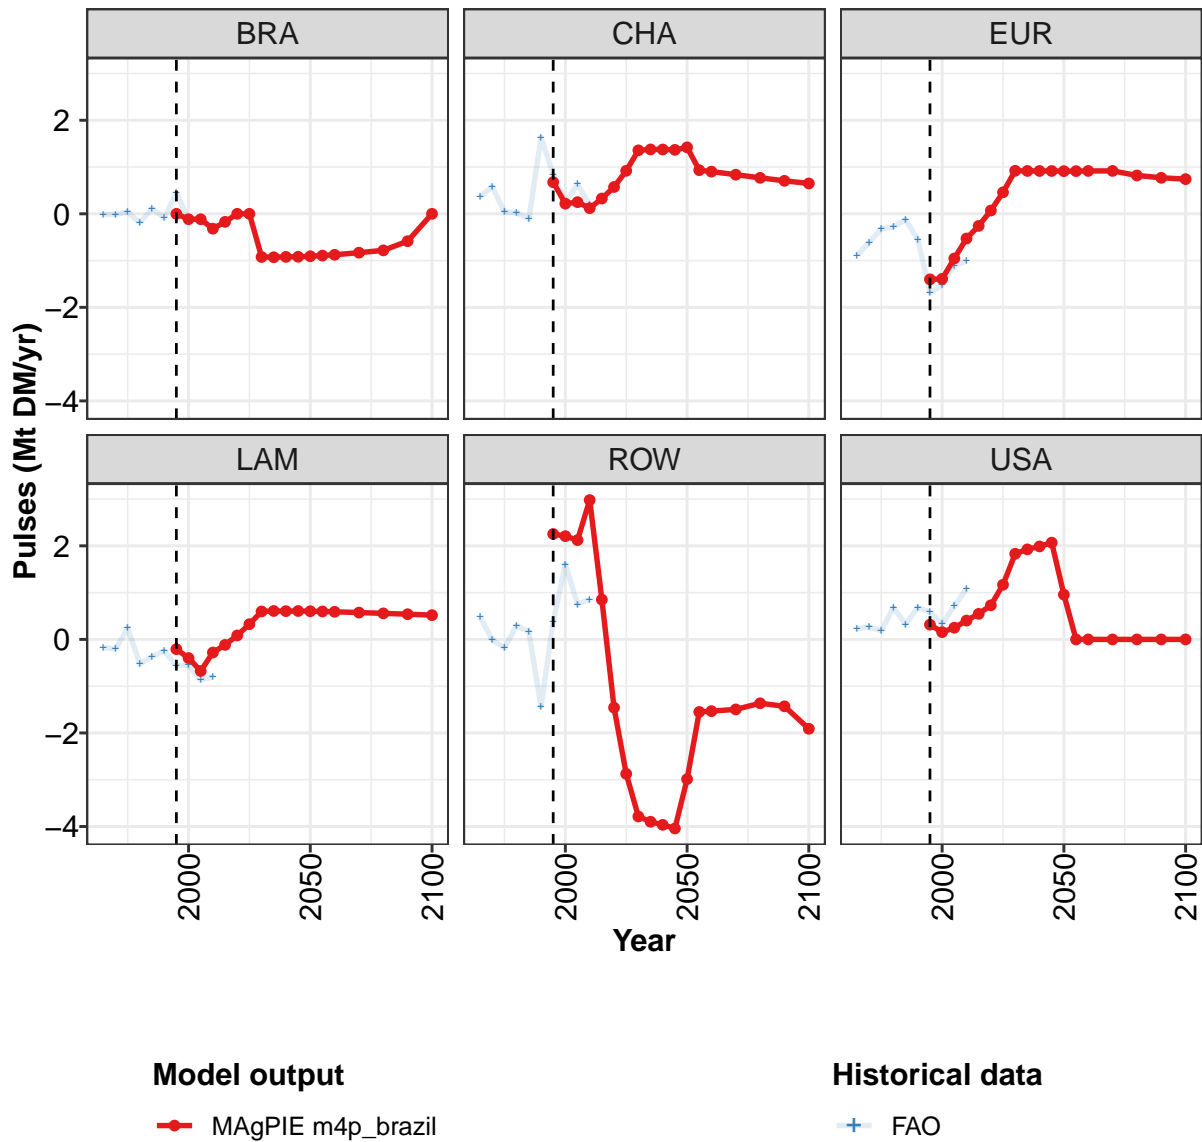 BRA
CHA
EUR
2
0
−2
−4
LAM
ROW
USA
2
0
−2
−4
Pulses (Mt DM/yr)
2000
2050
2100
2000
2050
2100
2000
2050
2100
Year
Model output
Historical data
MAgPIE m4p_brazil
FAO